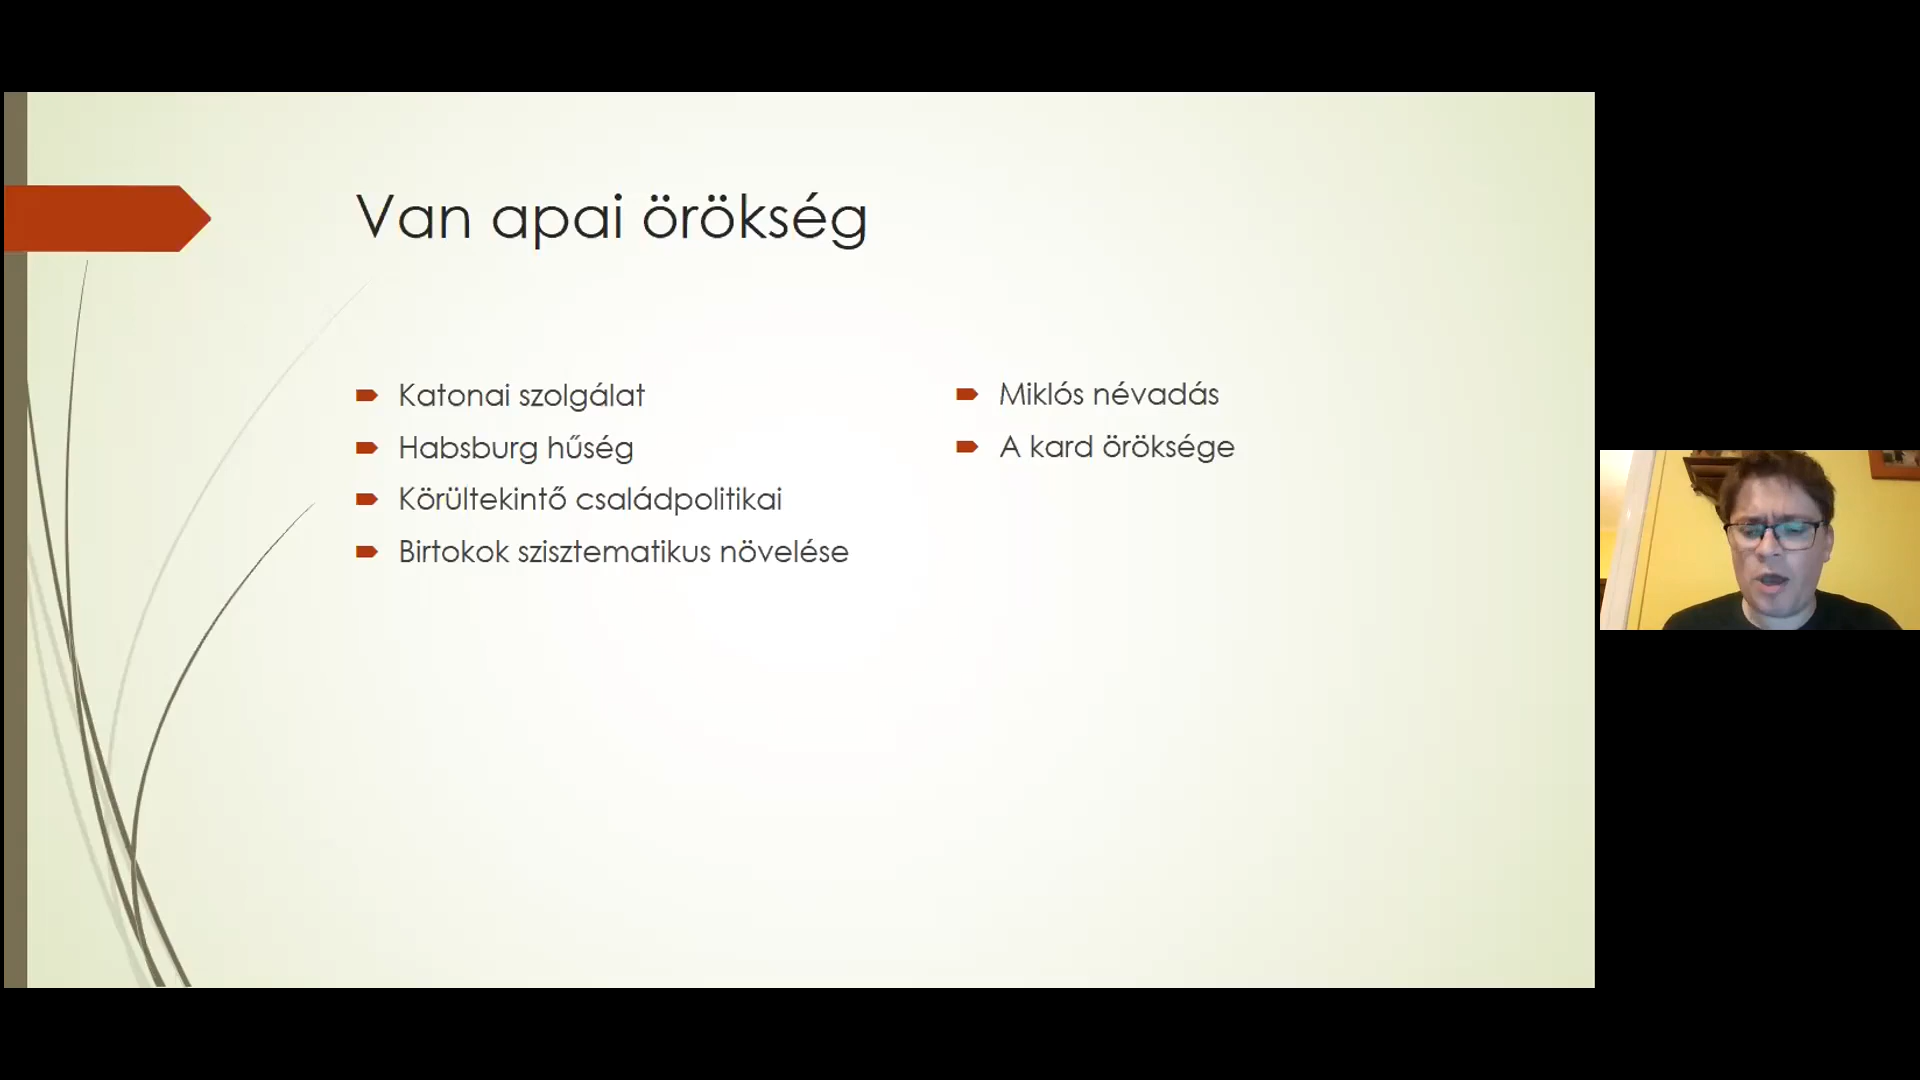 Van apai örökség
Katonai szolgálat
Habsburg hűség
Körültekintő családpolitikai
Birtokok szisztematikus növelése
Miklós névadás
A kard öröksége